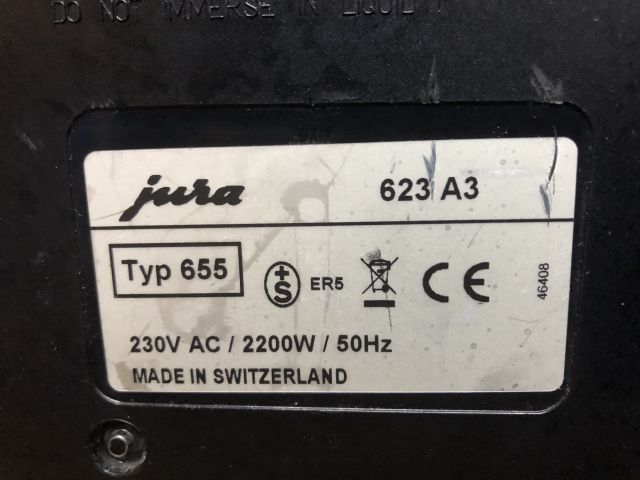 DO NOT IMMERSE IN LIQUID !
jura 623 A3
Typ 655
+S ER5 CE 46408
230V AC / 2200W / 50Hz
MADE IN SWITZERLAND